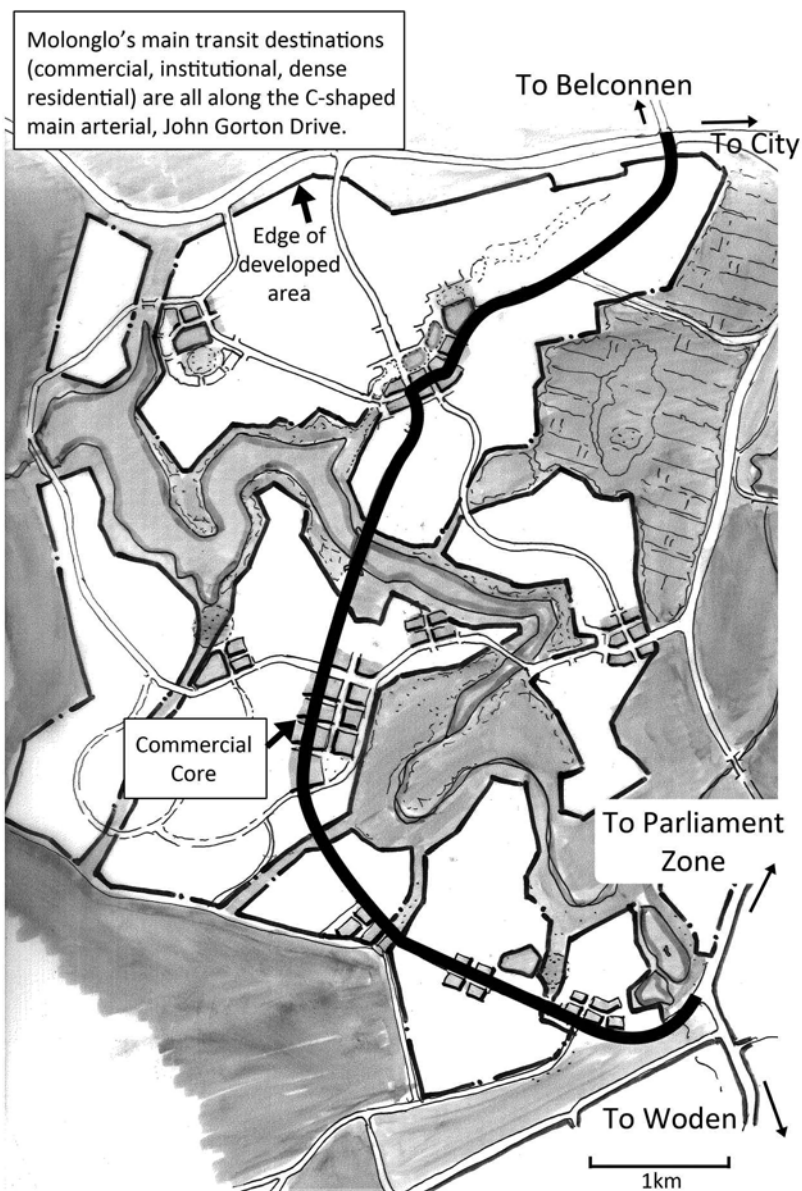 Molonglo's main transit destinations
(commercial, institutional, dense
residential) are all along the C-shaped
main arterial, John Gorton Drive.
To Belconnen
To City
Edge of
developed
area
Commercial
Core
To Parliament
Zone
To Woden
1km